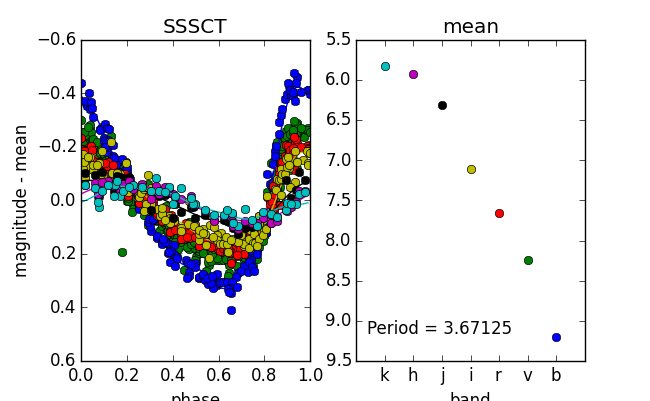 SSSCT
mean
magnitude - mean
−0.6
−0.4
−0.2
0.0
0.2
0.4
0.6
0.0 0.2 0.4 0.6 0.8 1.0
phase
5.5
6.0
6.5
7.0
7.5
8.0
8.5
9.0
9.5
Period = 3.67125
k h j i r v b
band